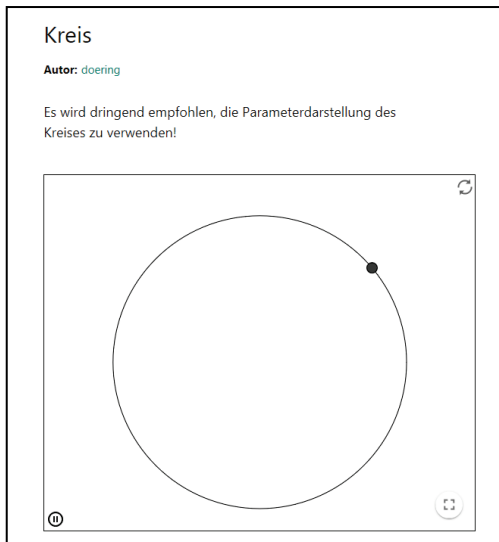 Kreis
Autor: doering
Es wird dringend empfohlen, die Parameterdarstellung des
Kreises zu verwenden!